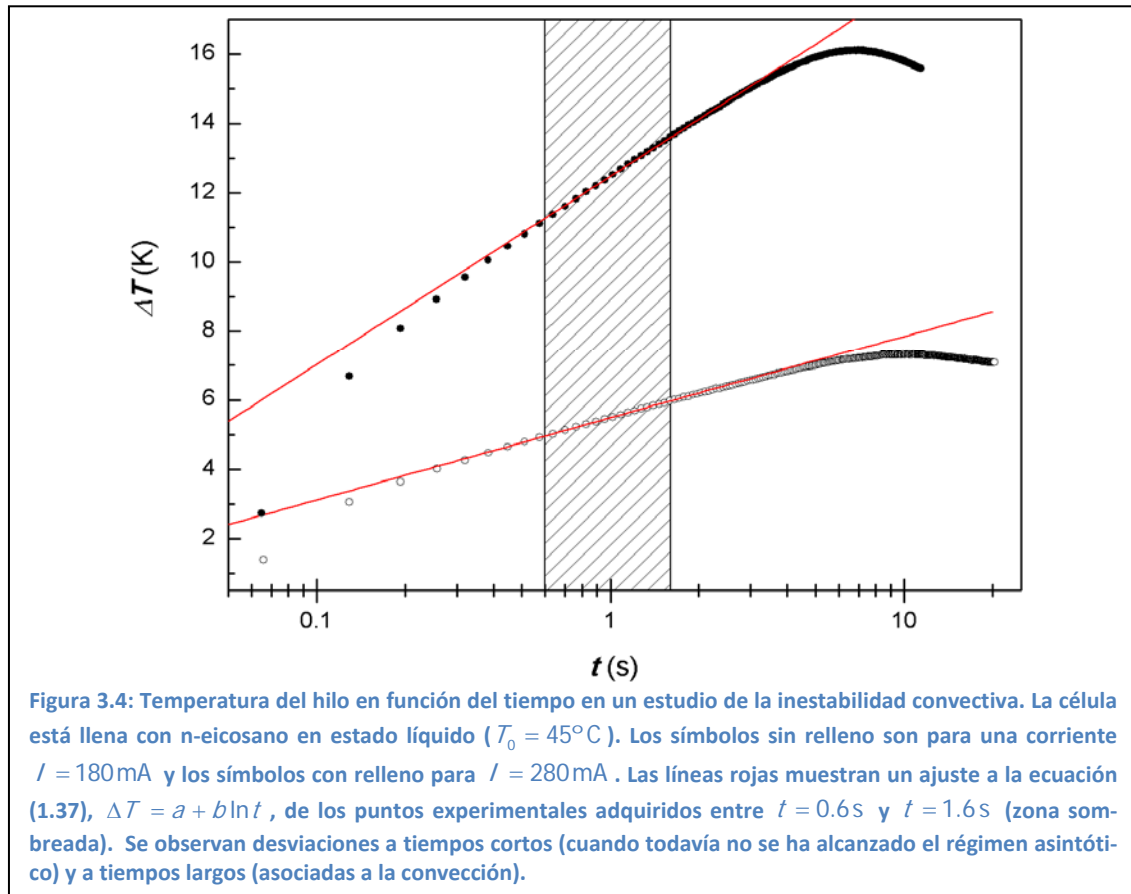 16
14
12
10
8
6
4
2
ΔT (K)
0.1 1 10
t (s)
Figura 3.4: Temperatura del hilo en función del tiempo en un estudio de la inestabilidad convectiva. La célula
está llena con n-eicosano en estado líquido ( T₀ = 45°C ). Los símbolos sin relleno son para una corriente
I = 180 mA y los símbolos con relleno para I = 280 mA . Las líneas rojas muestran un ajuste a la ecuación
(1.37), ΔT = a + b ln t , de los puntos experimentales adquiridos entre t = 0.6 s y t = 1.6 s (zona som-
breada). Se observan desviaciones a tiempos cortos (cuando todavía no se ha alcanzado el régimen asintóti-
co) y a tiempos largos (asociadas a la convección).